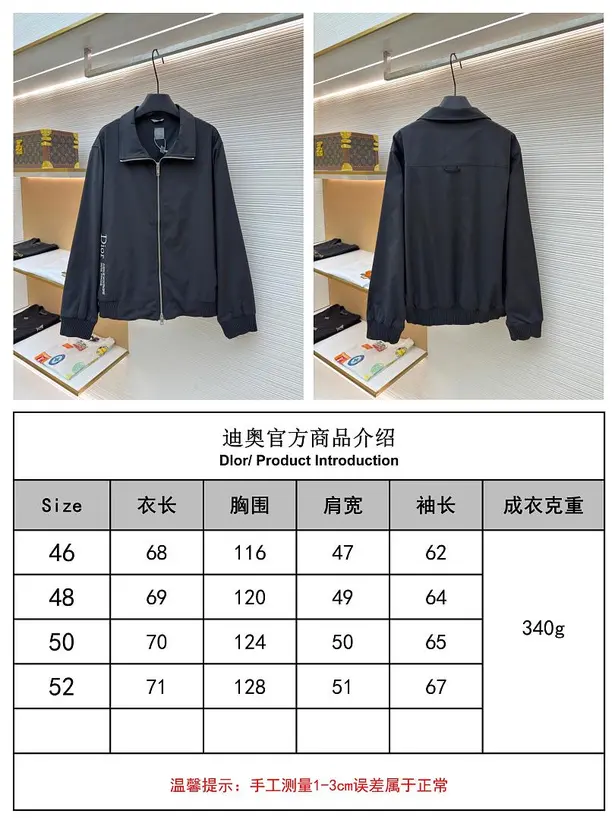 Dior
迪奥官方商品介绍
DIor/ Product Introduction
Size 衣长 胸围 肩宽 袖长 成衣克重
46 68 116 47 62
48 69 120 49 64
340g
50 70 124 50 65
52 71 128 51 67
温馨提示：手工测量1-3cm误差属于正常